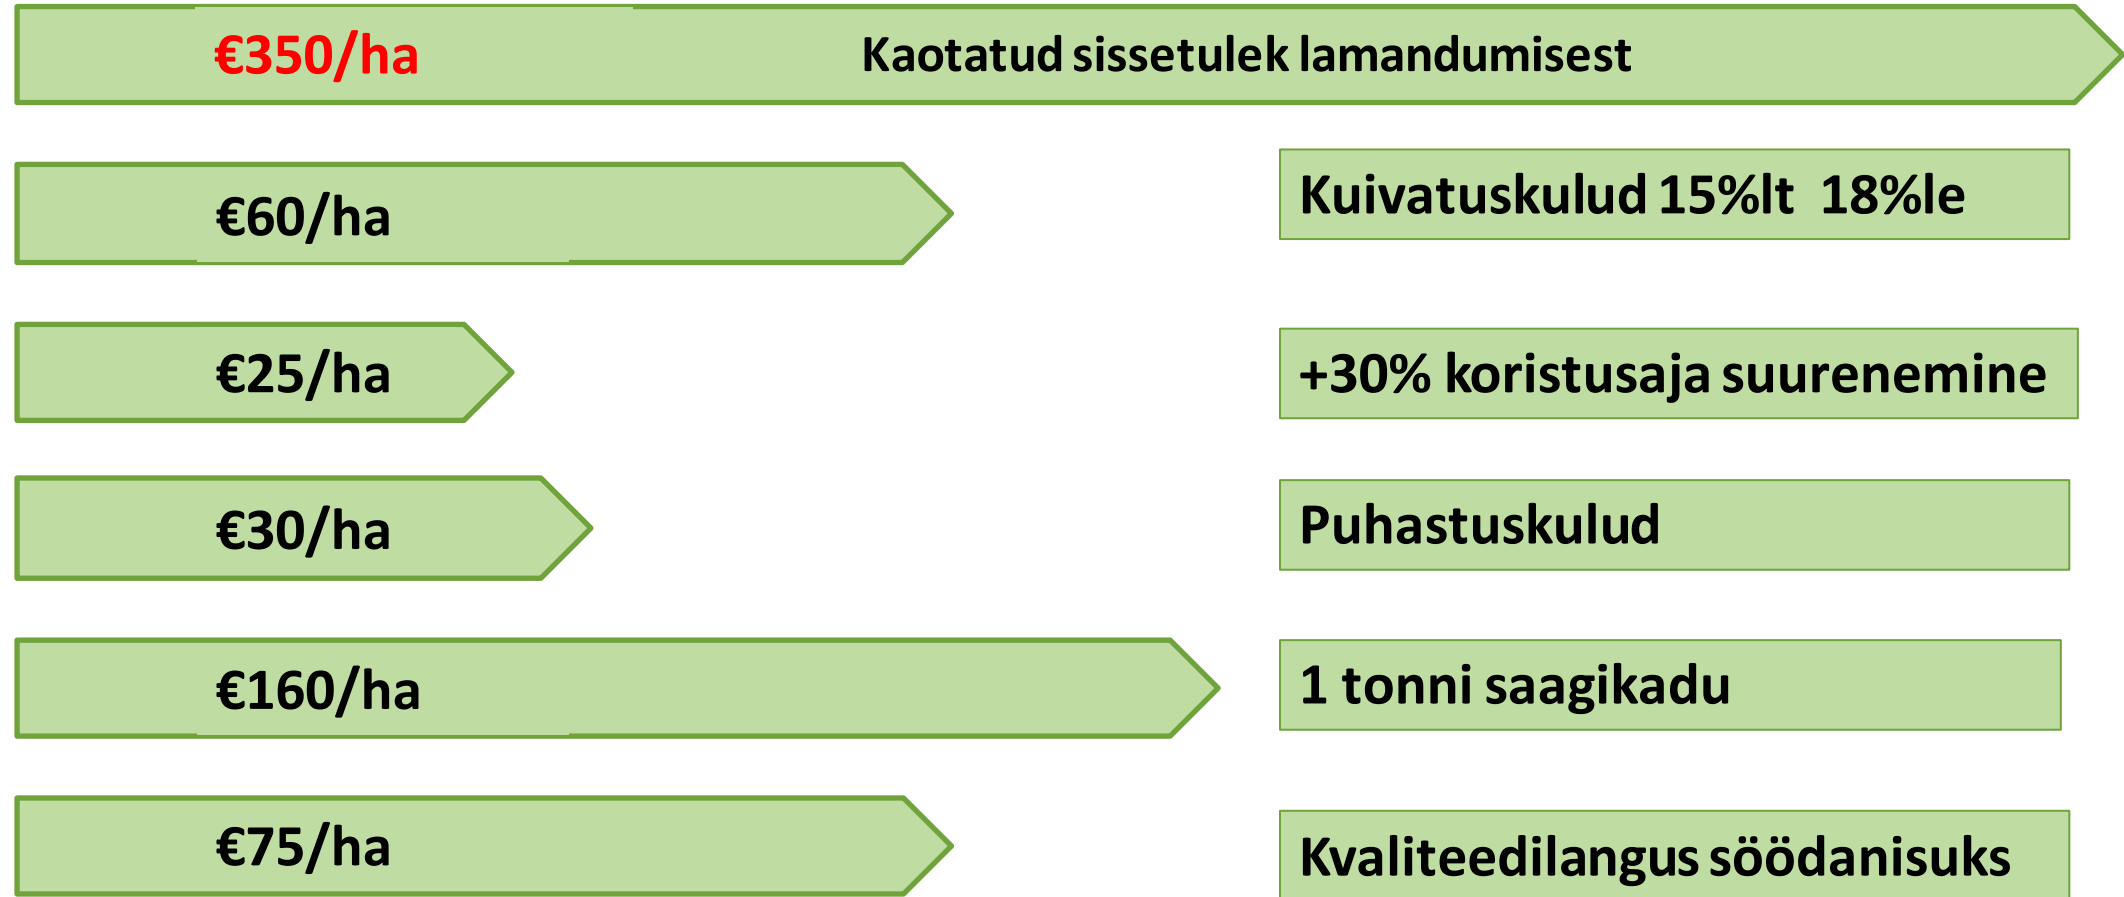 €350/ha Kaotatud sissetulek lamandumisest
€60/ha Kuivatuskulud 15%lt 18%le
€25/ha +30% koristusaja suurenemine
€30/ha Puhastuskulud
€160/ha 1 tonni saagikadu
€75/ha Kvaliteedilangus söödanisuks